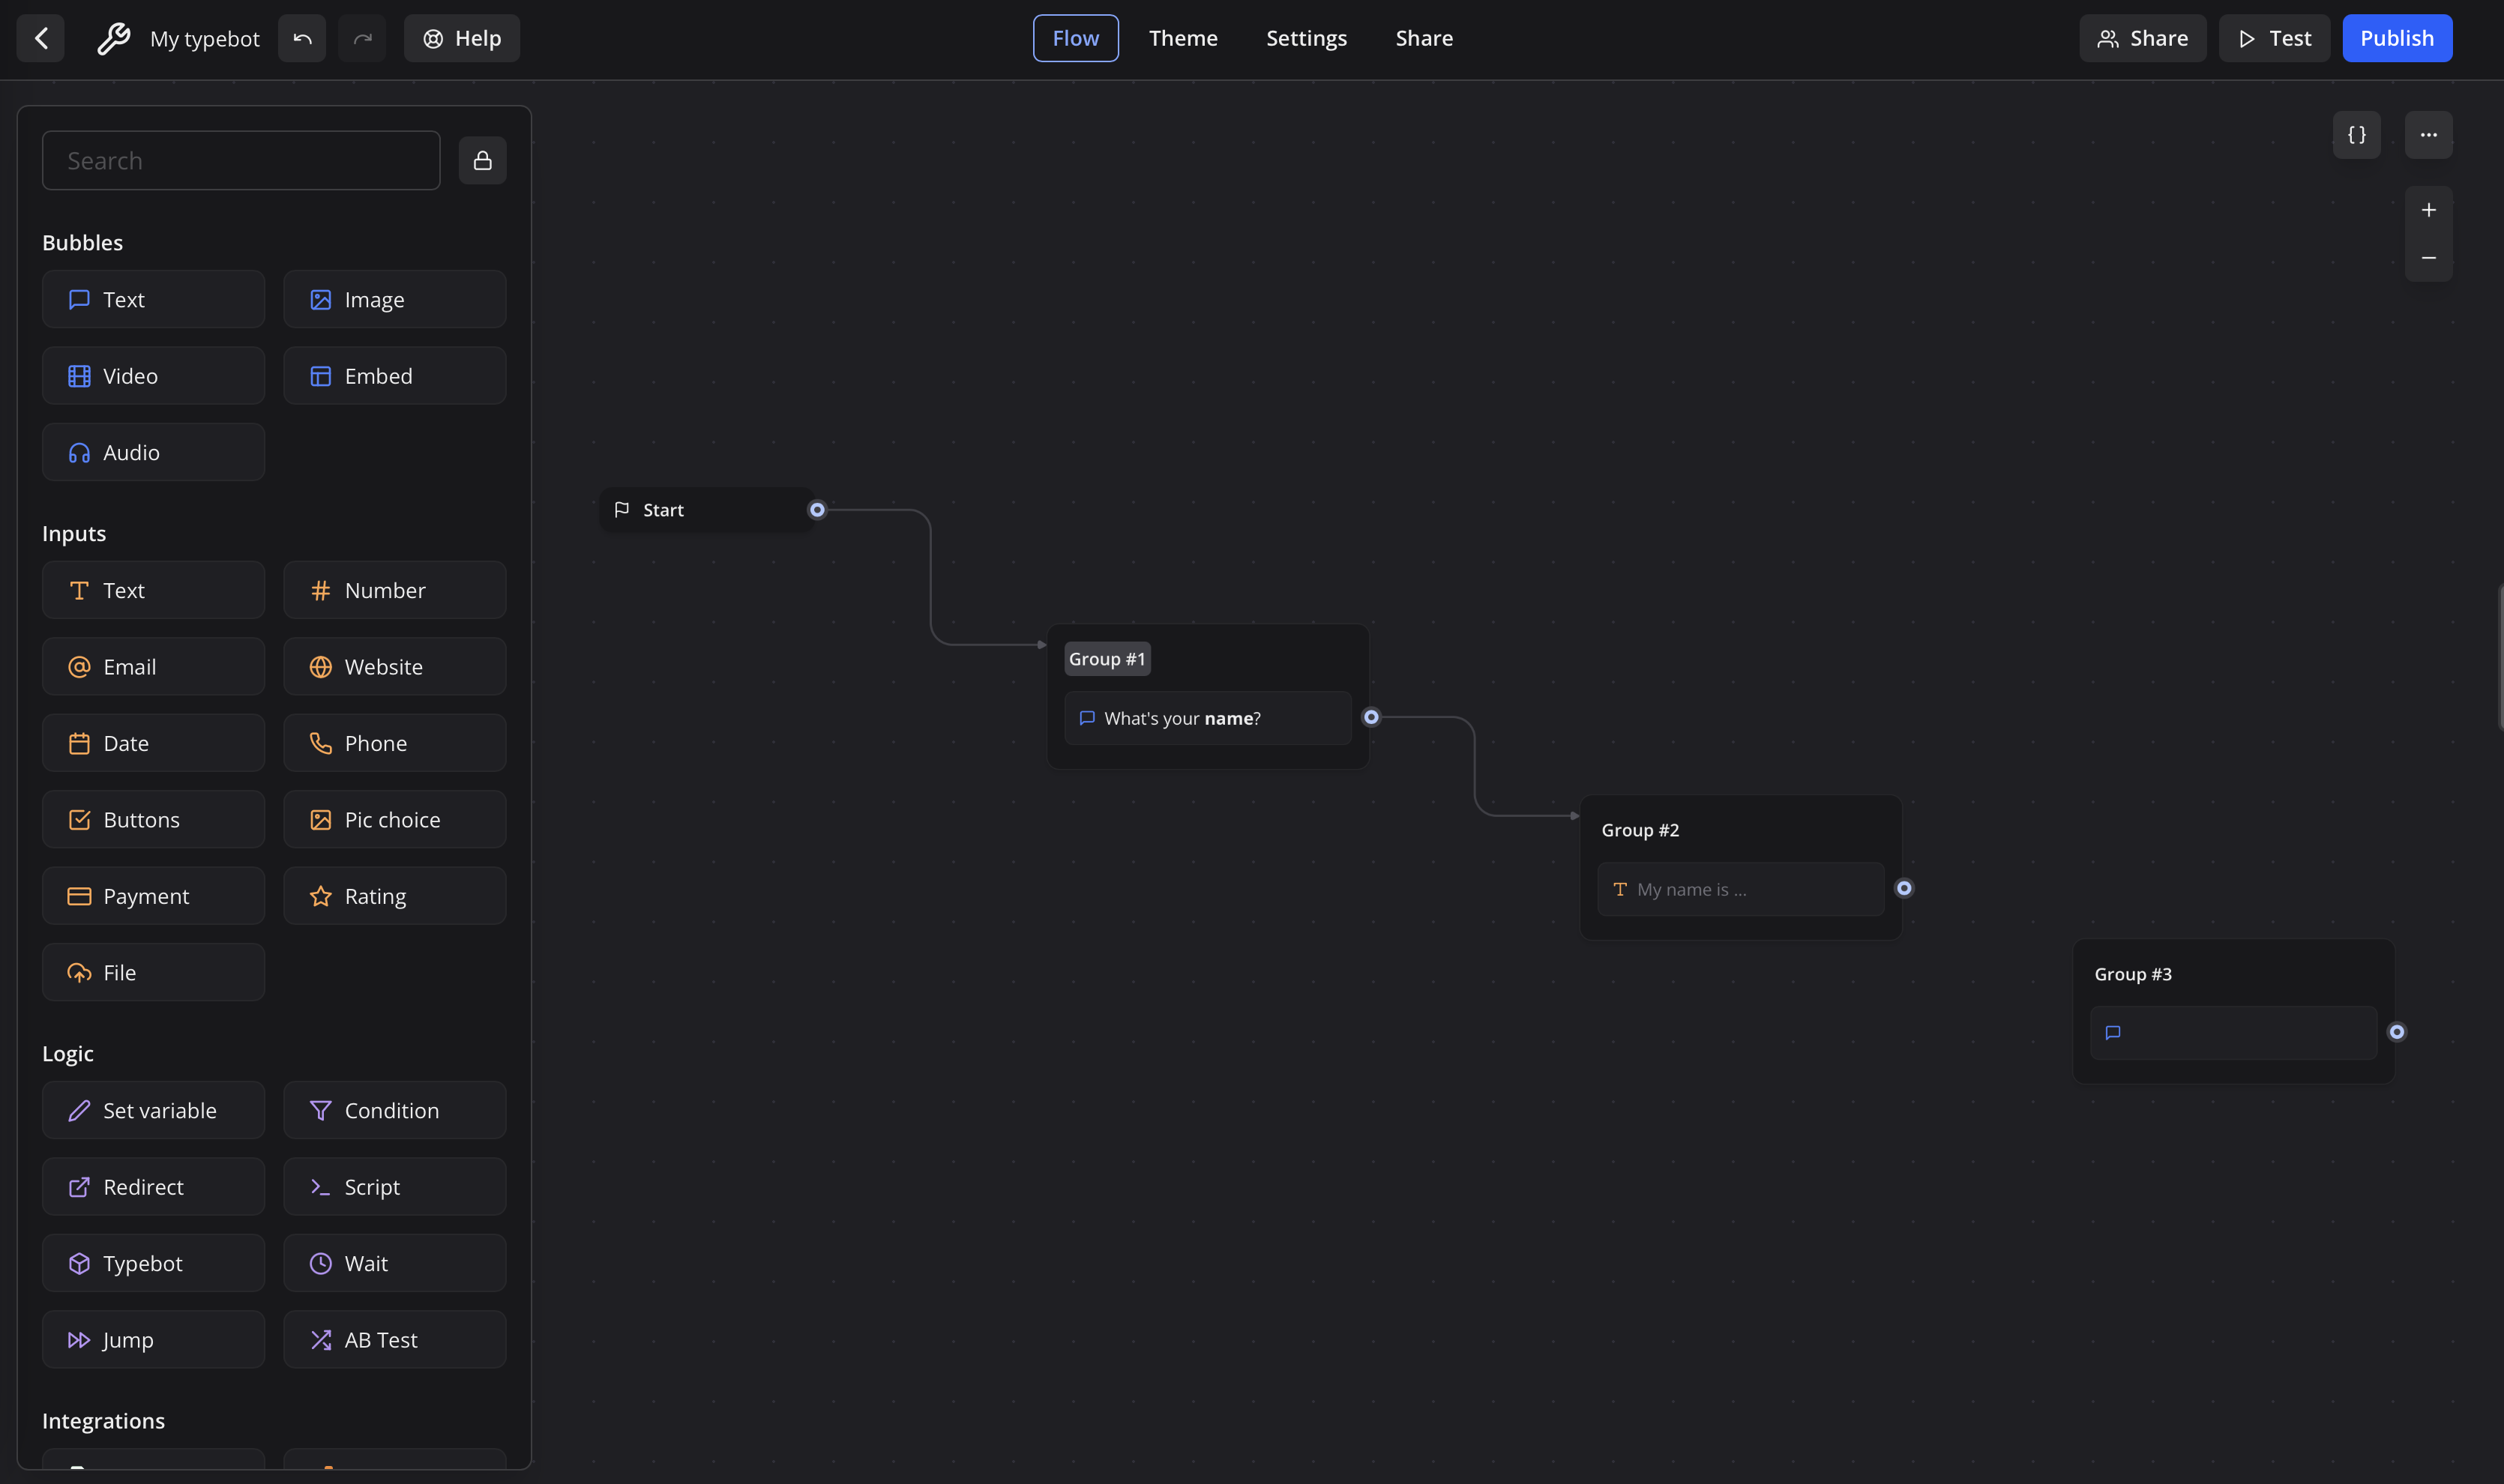 My typebot
Help
Flow
Theme
Settings
Share
Share
Test
Publish
Search
Bubbles
Text
Image
Video
Embed
Audio
Inputs
Text
Number
Email
Website
Date
Phone
Buttons
Pic choice
Payment
Rating
File
Logic
Set variable
Condition
Redirect
Script
Typebot
Wait
Jump
AB Test
Integrations
Start
Group #1
What's your name?
Group #2
My name is ...
Group #3